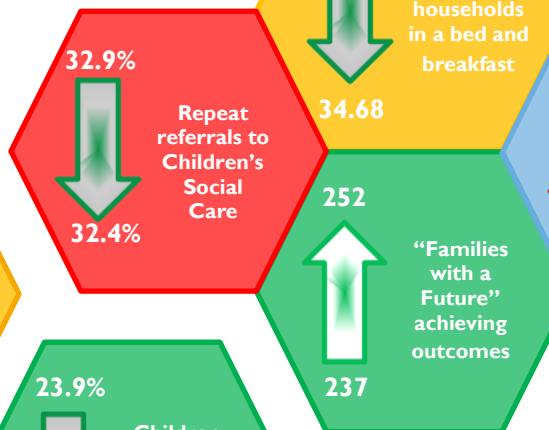 households
in a bed and
breakfast
34.68
32.9%
Repeat
referrals to
Children’s
Social
Care
32.4%
252
“Families
with a
Future”
achieving
outcomes
237
23.9%
Children